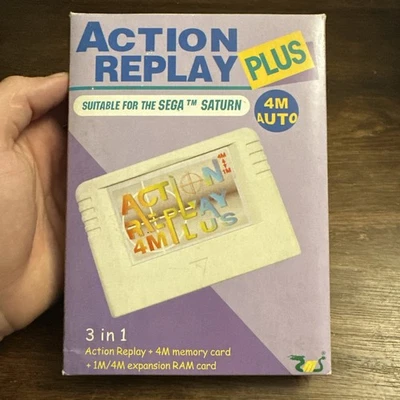 ACTION
REPLAY
PLUS
SUITABLE FOR THE SEGA™ SATURN
4M
AUTO
ACTION
REPLAY
4M PLUS
3 in 1
Action Replay + 4M memory card
+ 1M/4M expansion RAM card